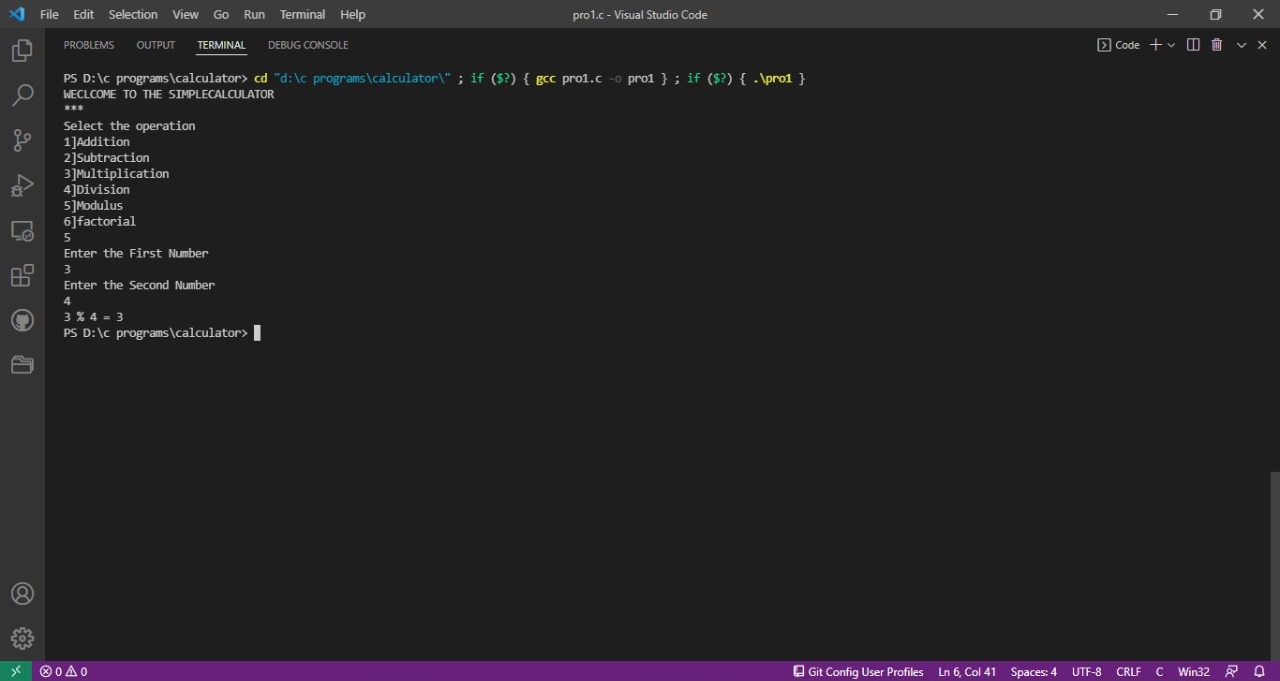 File Edit Selection View Go Run Terminal Help pro1.c - Visual Studio Code
PROBLEMS OUTPUT TERMINAL DEBUG CONSOLE Code
PS D:\c programs\calculator> cd "d:\c programs\calculator\" ; if ($?) { gcc pro1.c -o pro1 } ; if ($?) { .\pro1 }
WECLCOME TO THE SIMPLECALCULATOR
***
Select the operation
1]Addition
2]Subtraction
3]Multiplication
4]Division
5]Modulus
6]factorial
5
Enter the First Number
3
Enter the Second Number
4
3 % 4 = 3
PS D:\c programs\calculator>
0 0 Git Config User Profiles Ln 6, Col 41 Spaces: 4 UTF-8 CRLF C Win32